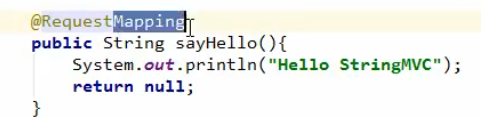 @RequestMapping
public String sayHello(){
    System.out.println("Hello StringMVC");
    return null;
}